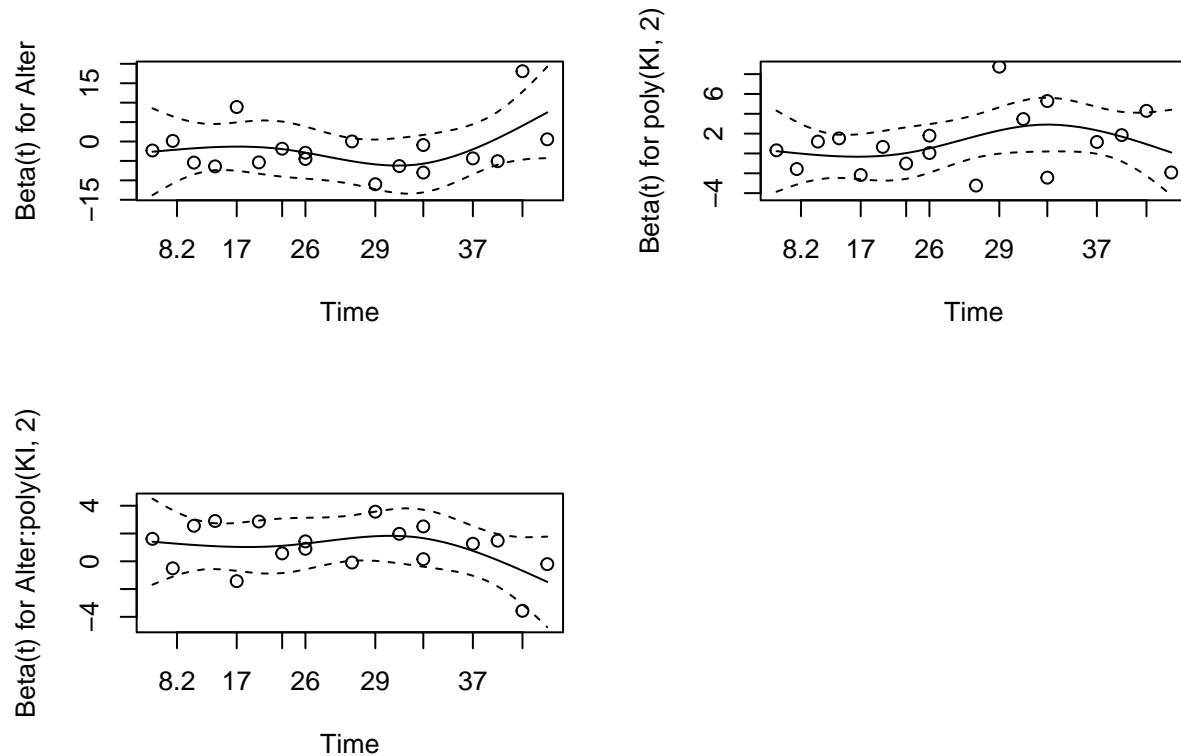 Beta(t) for Alter
15
0
−15
8.2 17 26 29 37
Time
Beta(t) for poly(KI, 2)
6
2
−4
8.2 17 26 29 37
Time
Beta(t) for Alter:poly(KI, 2)
4
0
−4
8.2 17 26 29 37
Time